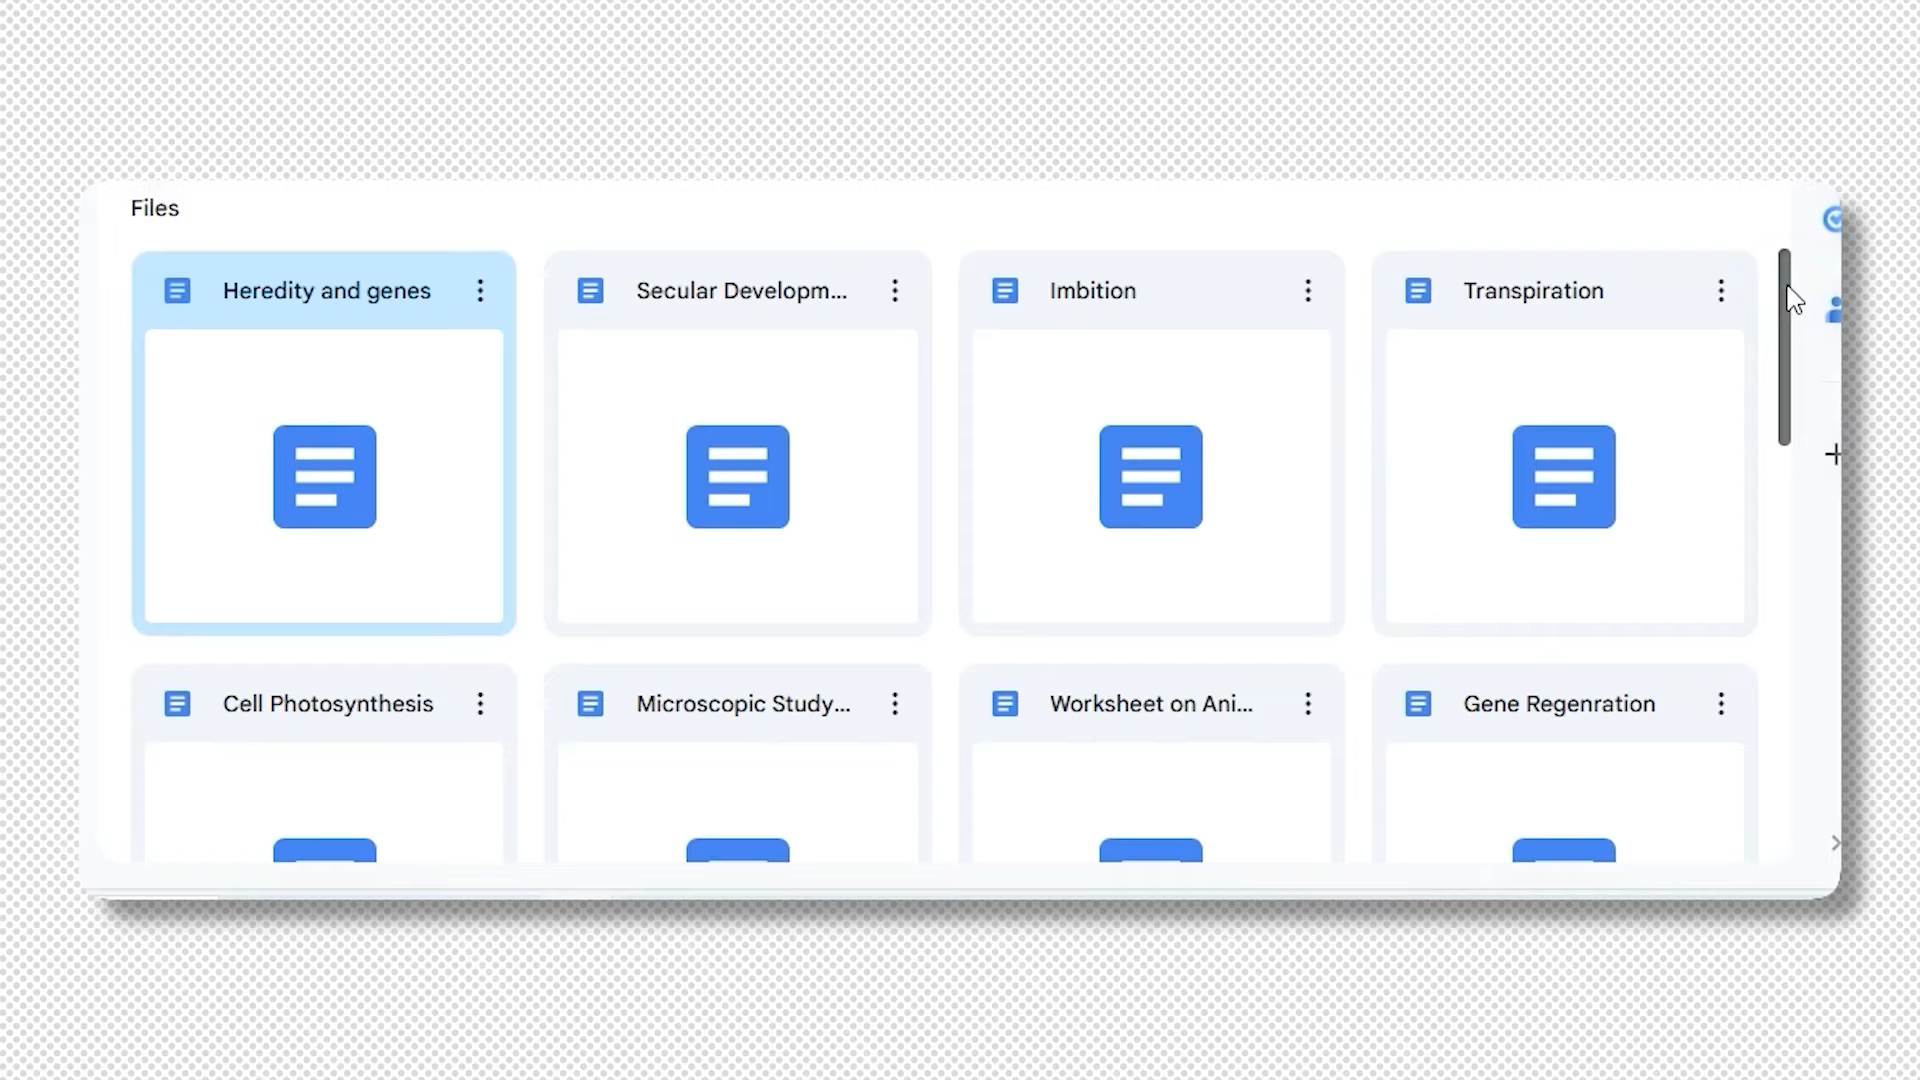 Files
Heredity and genes
Secular Developm...
Imbition
Transpiration
Cell Photosynthesis
Microscopic Study...
Worksheet on Ani...
Gene Regenration